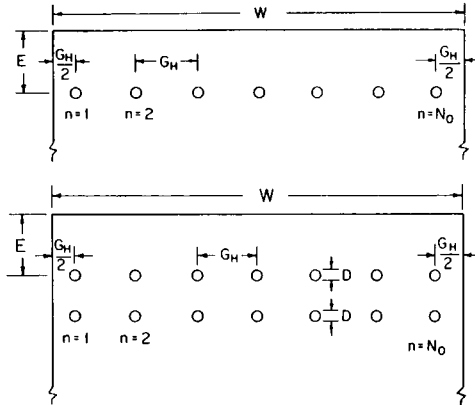 W
E
G_H/2
G_H
G_H/2
n=1
n=2
n=N_O
W
E
G_H/2
G_H
D
G_H/2
D
n=1
n=2
n=N_O